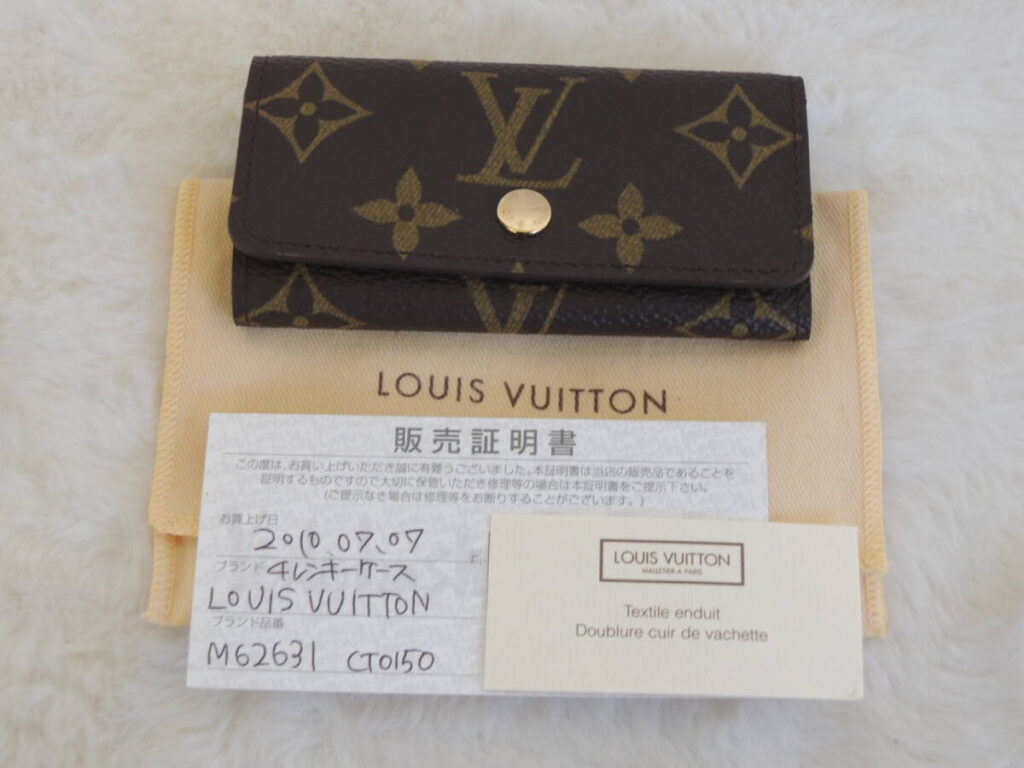 LV
LOUIS VUITTON
販売証明書
この度は、お買い上げいただき誠に有難うございました。本証明書は当店の販売品であることを
証明するものですので大切に保管いただき修理等の場合は本証明書をご提示下さい。
(ご提示なき場合は修理等をお断りすることがございます。)
お買上げ日
2010.07.07
ブランド 4レンキーケース
LOUIS VUITTON
ブランド品番
M62631 CT0150
LOUIS VUITTON
MALLETIER A PARIS
Textile enduit
Doublure cuir de vachette